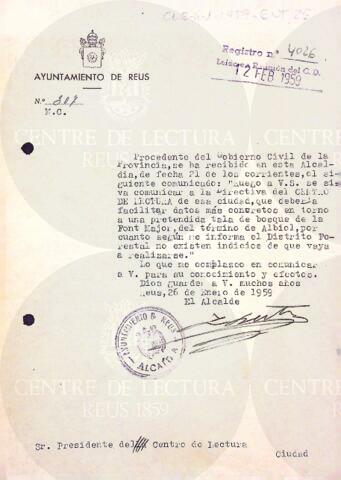 Registro nº 4026
12 FEB 1959
AYUNTAMIENTO DE REUS
N.º 307
N.C.
Procedente del Gobierno Civil de la
Provincia, se ha recibido en esta Alcal-
día, de fecha 21 de los corrientes, el si-
guiente comunicado: "Ruego a V.S. se sir
va comunicar a la Directiva del CENTRO
DE LECTURA de esa ciudad, que debería
facilitar datos más concretos en torno
a una pretendida tala de bosque de la
Font Major, del término de Albiol, por
cuanto según me informa el Distrito Fo-
restal no existen indicios de que vaya
a realizarse."
Lo que me complazco en comunicar
a V. para su conocimiento y efectos.
Dios guarde a V. muchos años
Reus, 26 de Enero de 1959
El Alcalde
AYUNTAMIENTO DE REUS
ALCALDIA
CENTRE DE LECTURA
REUS 1859
Sr. Presidente del Centro de Lectura
Ciudad